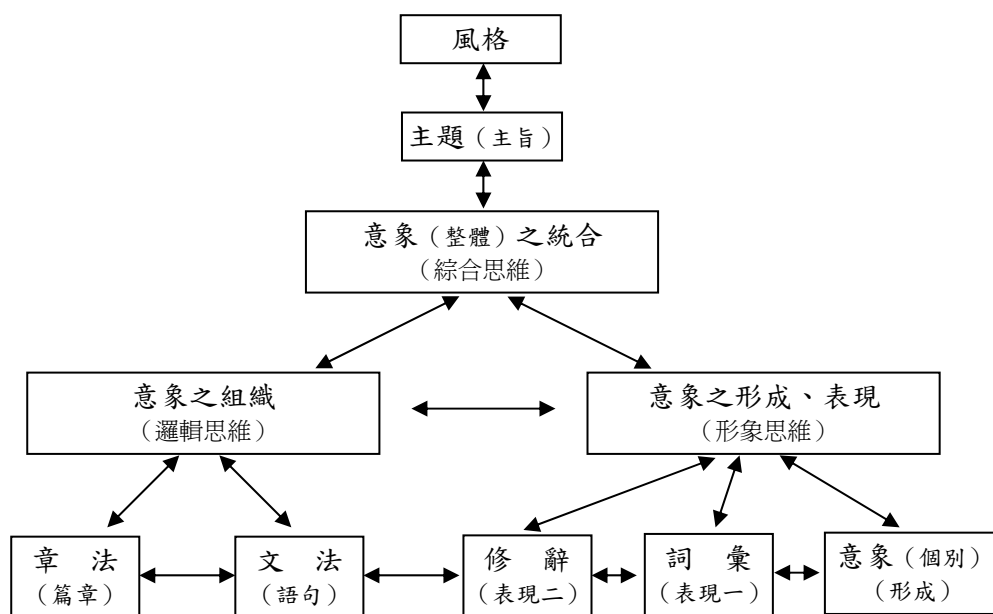 風格
主題（主旨）
意象（整體）之統合
（綜合思維）
意象之組織
（邏輯思維）
意象之形成、表現
（形象思維）
章 法
（篇章）
文 法
（語句）
修 辭
（表現二）
詞 彙
（表現一）
意象（個別）
（形成）